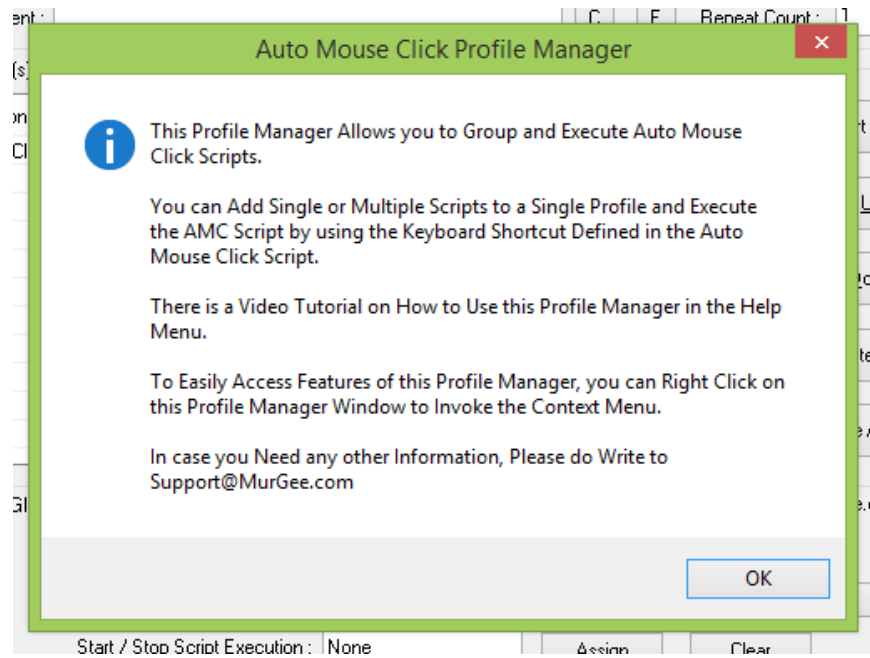 ent :
C F Repeat Count : 1
Auto Mouse Click Profile Manager
(s)
This Profile Manager Allows you to Group and Execute Auto Mouse
Click Scripts.
You can Add Single or Multiple Scripts to a Single Profile and Execute
the AMC Script by using the Keyboard Shortcut Defined in the Auto
Mouse Click Script.
There is a Video Tutorial on How to Use this Profile Manager in the Help
Menu.
To Easily Access Features of this Profile Manager, you can Right Click on
this Profile Manager Window to Invoke the Context Menu.
In case you Need any other Information, Please do Write to
Support@MurGee.com
OK
Start / Stop Script Execution : None Assign Clear